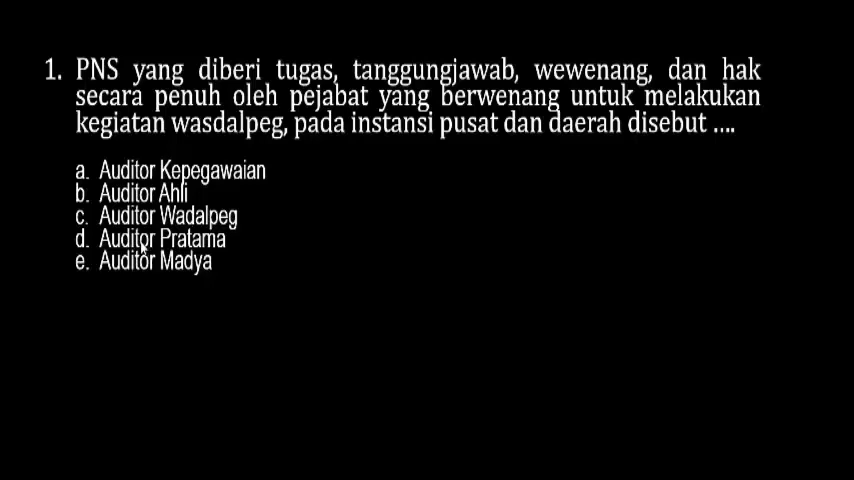 1. PNS yang diberi tugas, tanggungjawab, wewenang, dan hak
secara penuh oleh pejabat yang berwenang untuk melakukan
kegiatan wasdalpeg, pada instansi pusat dan daerah disebut ....
a. Auditor Kepegawaian
b. Auditor Ahli
c. Auditor Wadalpeg
d. Auditor Pratama
e. Auditor Madya